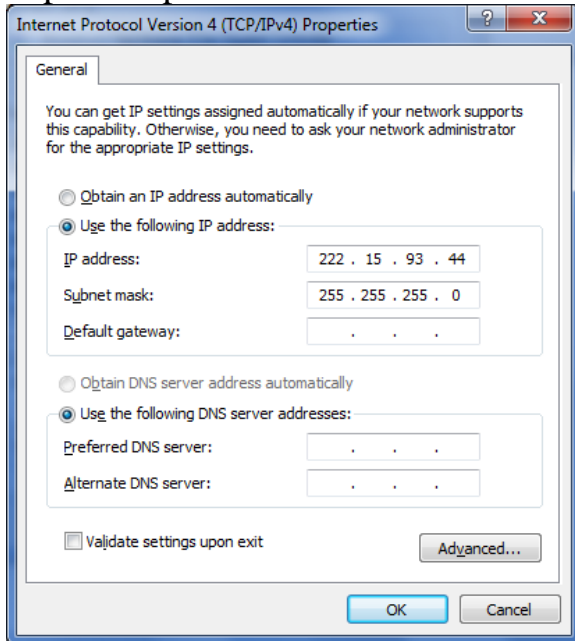 Internet Protocol Version 4 (TCP/IPv4) Properties
?
X
General
You can get IP settings assigned automatically if your network supports
this capability. Otherwise, you need to ask your network administrator
for the appropriate IP settings.
Obtain an IP address automatically
Use the following IP address:
IP address: 222 . 15 . 93 . 44
Subnet mask: 255 . 255 . 255 . 0
Default gateway: . . .
Obtain DNS server address automatically
Use the following DNS server addresses:
Preferred DNS server: . . .
Alternate DNS server: . . .
Validate settings upon exit
Advanced...
OK Cancel